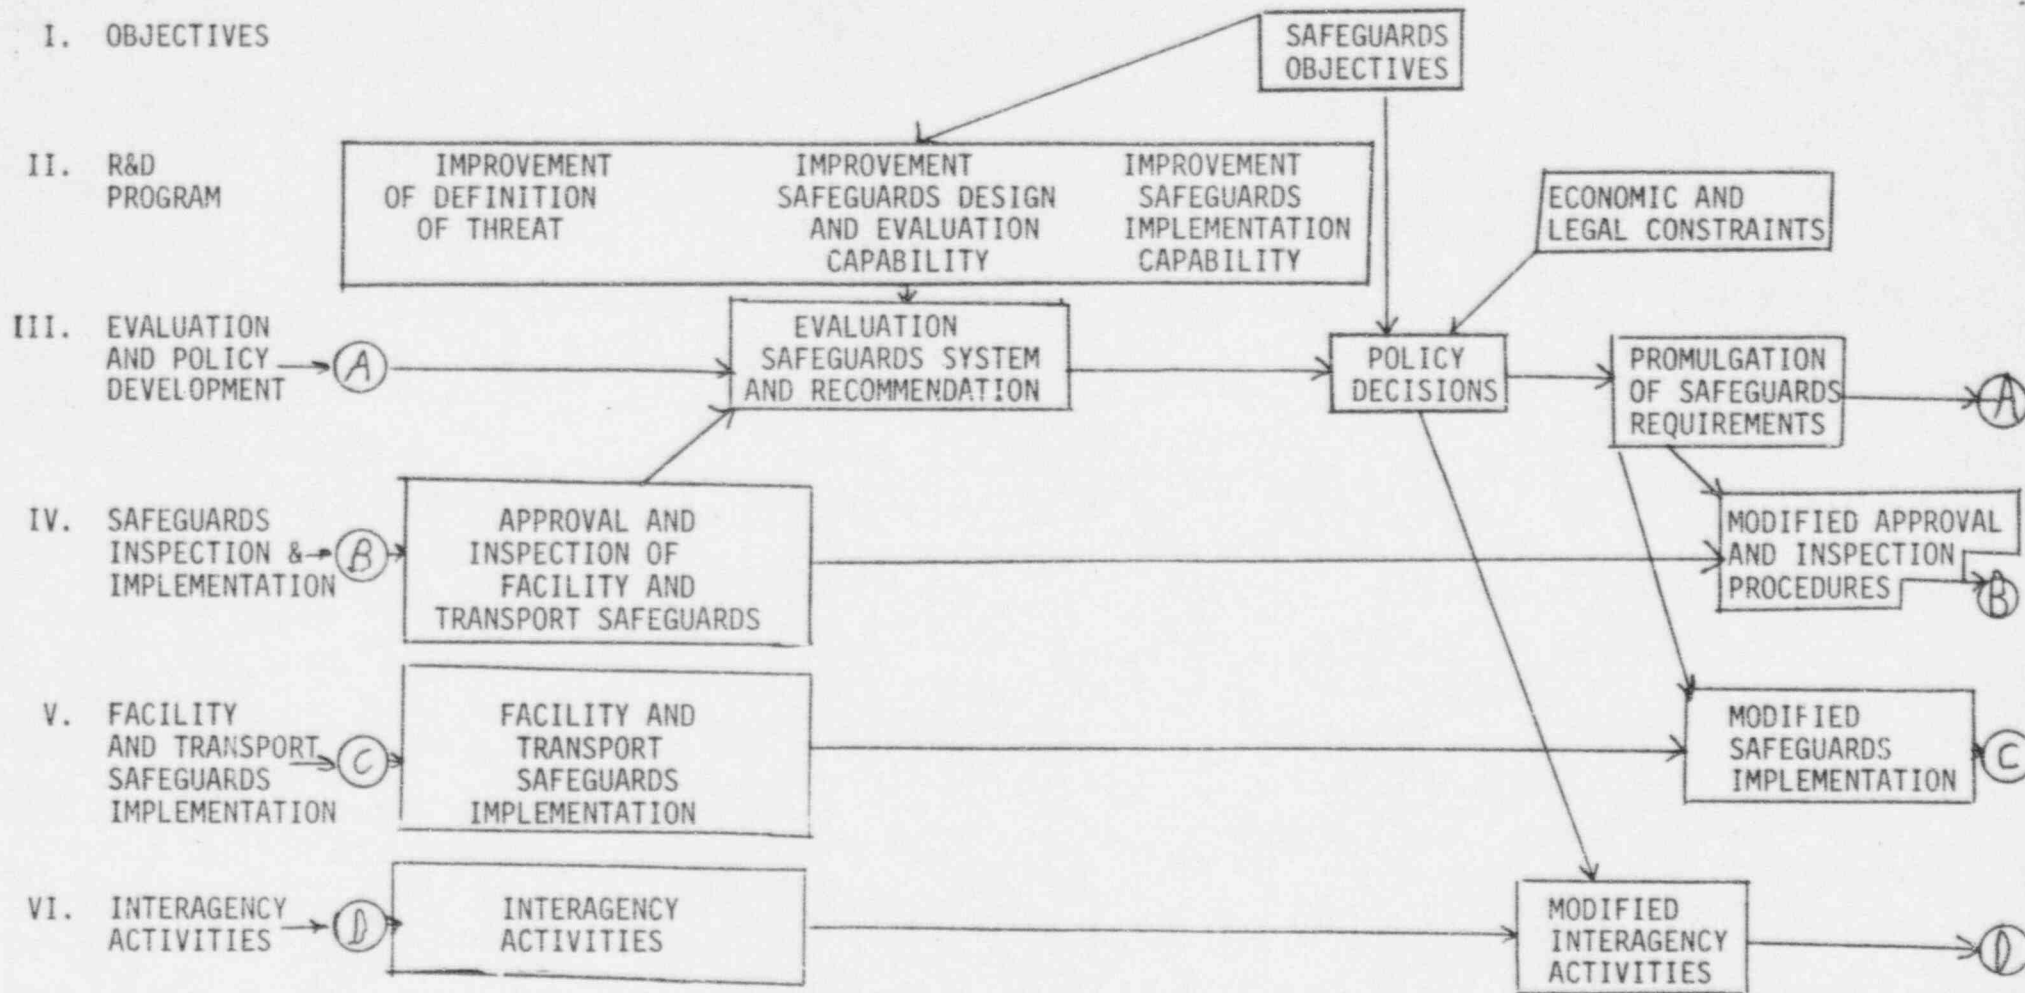 I. OBJECTIVES
SAFEGUARDS
OBJECTIVES
II. R&D
PROGRAM
IMPROVEMENT
OF DEFINITION
OF THREAT
IMPROVEMENT
SAFEGUARDS DESIGN
AND EVALUATION
CAPABILITY
IMPROVEMENT
SAFEGUARDS
IMPLEMENTATION
CAPABILITY
ECONOMIC AND
LEGAL CONSTRAINTS
III. EVALUATION
AND POLICY
DEVELOPMENT
A
EVALUATION
SAFEGUARDS SYSTEM
AND RECOMMENDATION
POLICY
DECISIONS
PROMULGATION
OF SAFEGUARDS
REQUIREMENTS
A
IV. SAFEGUARDS
INSPECTION &
IMPLEMENTATION
B
APPROVAL AND
INSPECTION OF
FACILITY AND
TRANSPORT SAFEGUARDS
MODIFIED APPROVAL
AND INSPECTION
PROCEDURES
B
V. FACILITY
AND TRANSPORT
SAFEGUARDS
IMPLEMENTATION
C
FACILITY AND
TRANSPORT
SAFEGUARDS
IMPLEMENTATION
MODIFIED
SAFEGUARDS
IMPLEMENTATION
C
VI. INTERAGENCY
ACTIVITIES
D
INTERAGENCY
ACTIVITIES
MODIFIED
INTERAGENCY
ACTIVITIES
D